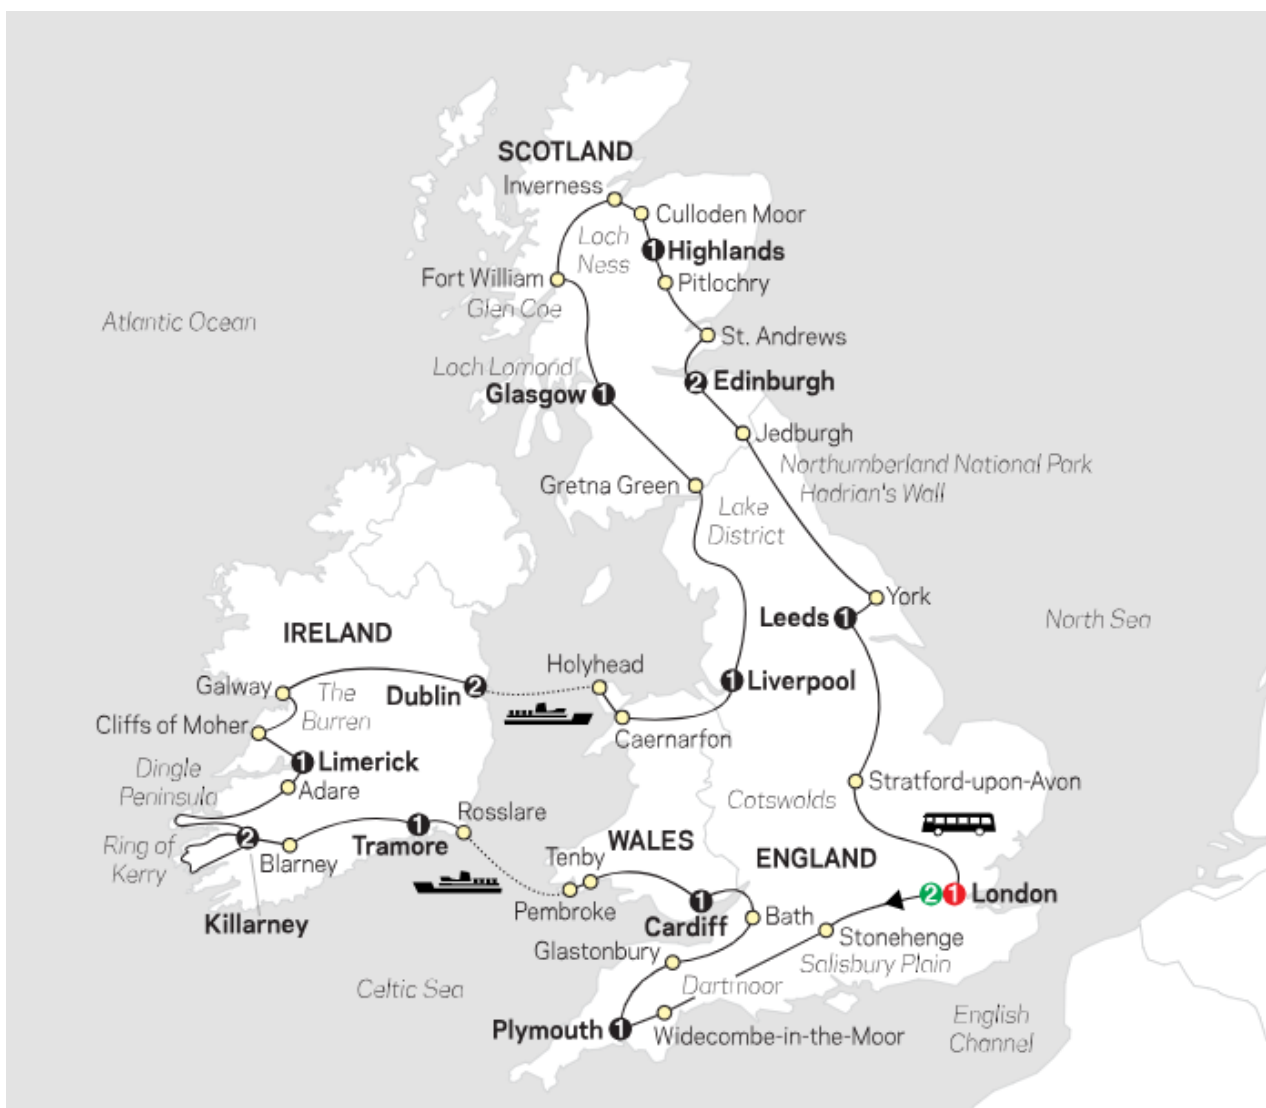 SCOTLAND
Inverness
Culloden Moor
Loch
Ness
1 Highlands
Fort William
Pitlochry
Glen Coe
Atlantic Ocean
St. Andrews
Loch Lomond
Glasgow 1
2 Edinburgh
Jedburgh
Northumberland National Park
Hadrian's Wall
Gretna Green
Lake
District
York
Leeds 1
North Sea
IRELAND
Holyhead
Galway
The
Burren
Dublin 2
1 Liverpool
Cliffs of Moher
Caernarfon
1 Limerick
Dingle
Peninsula
Adare
Stratford-upon-Avon
Cotswolds
Rosslare
Ring of
Kerry
2
Blarney
1
Tramore
WALES
Tenby
ENGLAND
Killarney
Pembroke
1
Cardiff
2 1 London
Bath
Stonehenge
Salisbury Plain
Glastonbury
Celtic Sea
Dartmoor
Plymouth 1
Widecombe-in-the-Moor
English
Channel